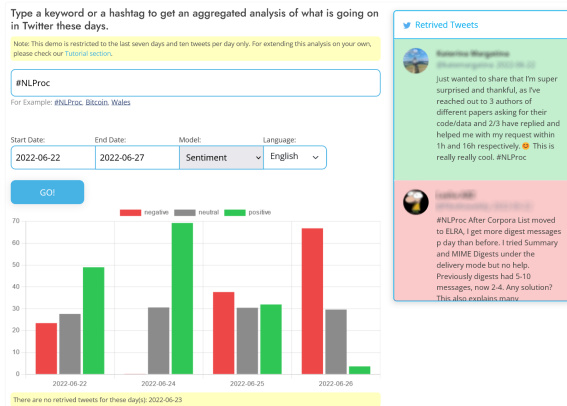 Type a keyword or a hashtag to get an aggregated analysis of what is going on
in Twitter these days.
Note: This demo is restricted to the last seven days and ten tweets per day only. For extending this analysis on your own,
please check our Tutorial section.
#NLProc
For Example: #NLProc, Bitcoin, Wales
Start Date: End Date: Model: Language:
2022-06-22 2022-06-27 Sentiment English
GO!
negative neutral positive
70
60
50
40
30
20
10
0
2022-06-22 2022-06-24 2022-06-25 2022-06-26
There are no retrived tweets for these day(s): 2022-06-23
Retrived Tweets
Just wanted to share that I'm super
surprised and thankful, as I've
reached out to 3 authors of
different papers asking for their
code/data and 2/3 have replied and
helped me with my request within
1h and 16h respectively. 😊 This is
really really cool. #NLProc
#NLProc After Corpora List moved
to ELRA, I get more digest messages
p day than before. I tried Summary
and MIME Digests under the
delivery mode but no help.
Previously digests had 5-10
messages, now 2-4. Any solution?
This also explains many